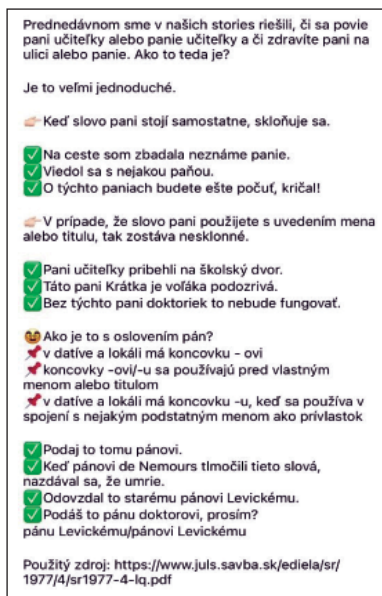 Prednedávnom sme v našich stories riešili, či sa povie
pani učiteľky alebo panie učiteľky a či zdravíte pani na
ulici alebo panie. Ako to teda je?
Je to veľmi jednoduché.
👉Keď slovo pani stojí samostatne, skloňuje sa.
✅Na ceste som zbadala neznáme panie.
✅Viedol sa s nejakou paňou.
✅O týchto paniach budete ešte počuť, kričal!
👉V prípade, že slovo pani použijete s uvedením mena
alebo titulu, tak zostáva nesklonné.
✅Pani učiteľky pribehli na školský dvor.
✅Táto pani Krátka je voľáka podozrivá.
✅Bez týchto pani doktoriek to nebude fungovať.
Ako je to s oslovením pán?
📌v datíve a lokáli má koncovku - ovi
📌koncovky -ovi/-u sa používajú pred vlastným
menom alebo titulom
📌v datíve a lokáli má koncovku -u, keď sa používa v
spojení s nejakým podstatným menom ako prívlastok
✅Podaj to tomu pánovi.
✅Keď pánovi de Nemours tlmočili tieto slová,
nazdával sa, že umrie.
✅Odovzdal to starému pánovi Levickému.
✅Podáš to pánu doktorovi, prosím?
pánu Levickému/pánovi Levickému
Použitý zdroj: https://www.juls.savba.sk/ediela/sr/
1977/4/sr1977-4-lq.pdf